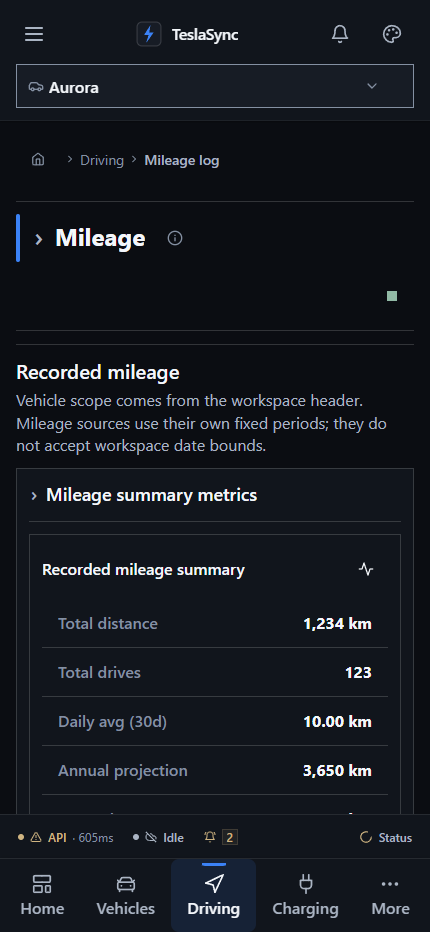 TeslaSync
Aurora
Driving
Mileage log
Mileage
Recorded mileage
Vehicle scope comes from the workspace header.
Mileage sources use their own fixed periods; they do
not accept workspace date bounds.
Mileage summary metrics
Recorded mileage summary
Total distance 1,234 km
Total drives 123
Daily avg (30d) 10.00 km
Annual projection 3,650 km
API · 605ms Idle 2 Status
Home Vehicles Driving Charging More